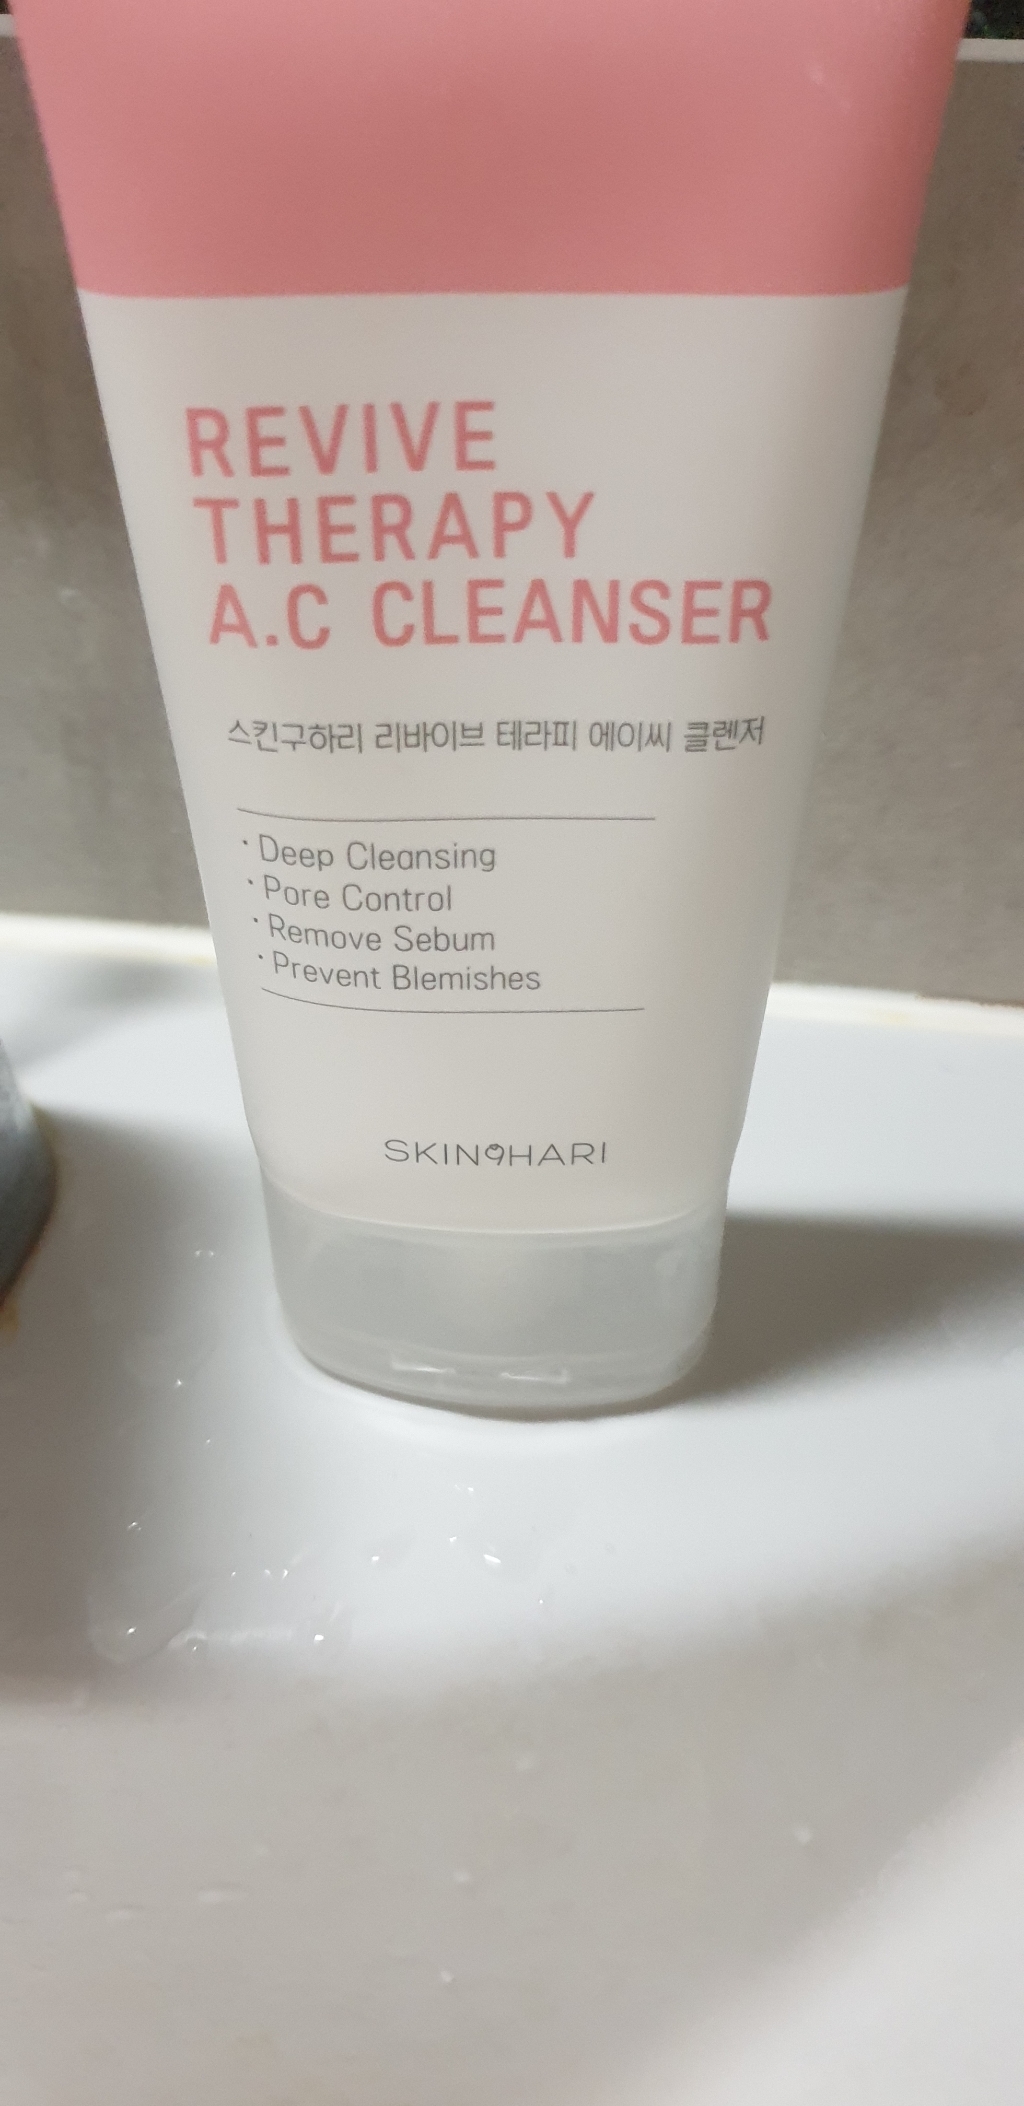 REVIVE
THERAPY
A.C CLEANSER
스킨구하리 리바이브 테라피 에이씨 클렌저
· Deep Cleansing
· Pore Control
· Remove Sebum
· Prevent Blemishes
SKIN9HARI